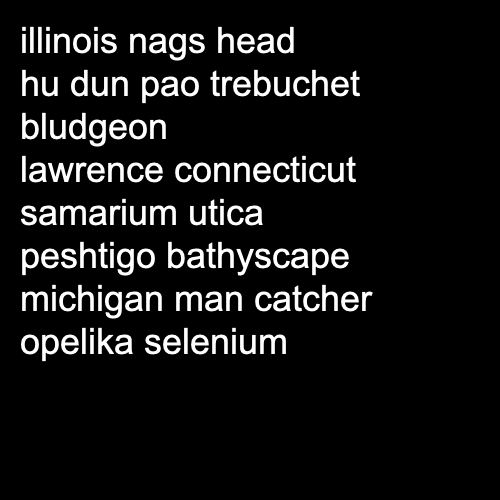 illinois nags head
hu dun pao trebuchet
bludgeon
lawrence connecticut
samarium utica
peshtigo bathyscape
michigan man catcher
opelika selenium